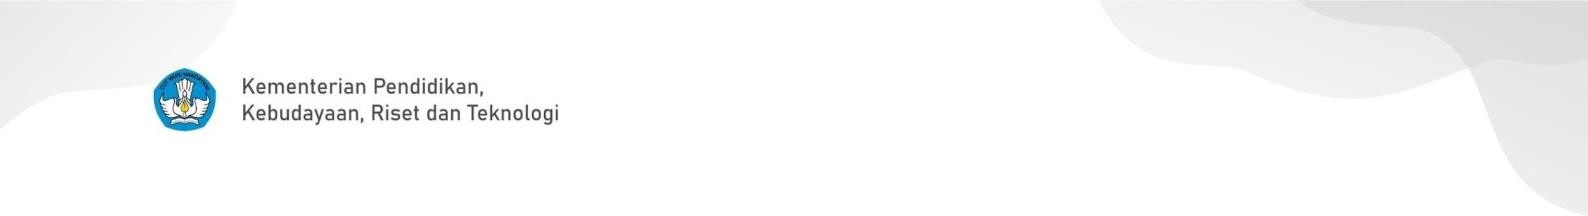 Kementerian Pendidikan,
Kebudayaan, Riset dan Teknologi